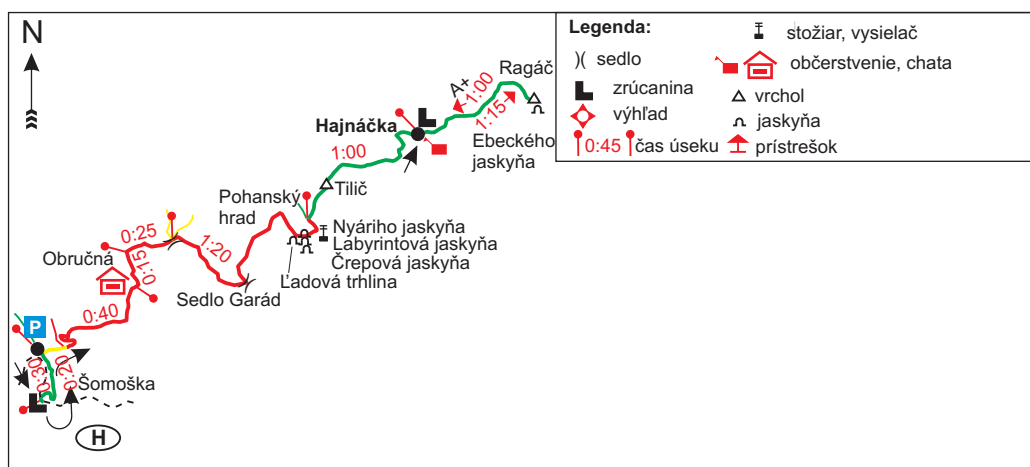 N
Legenda:
)( sedlo
zrúcanina
výhľad
0:45 čas úseku
stožiar, vysielač
občerstvenie, chata
vrchol
jaskyňa
prístrešok
Ragáč
A+
1:00
1:15
Hajnáčka
Ebeckého
jaskyňa
1:00
Tilič
Pohanský
hrad
Nyáriho jaskyňa
Labyrintová jaskyňa
Črepová jaskyňa
Ľadová trhlina
0:25
1:20
Obručná
0:15
Sedlo Garád
0:40
P
0:30
0:20
Šomoška
H